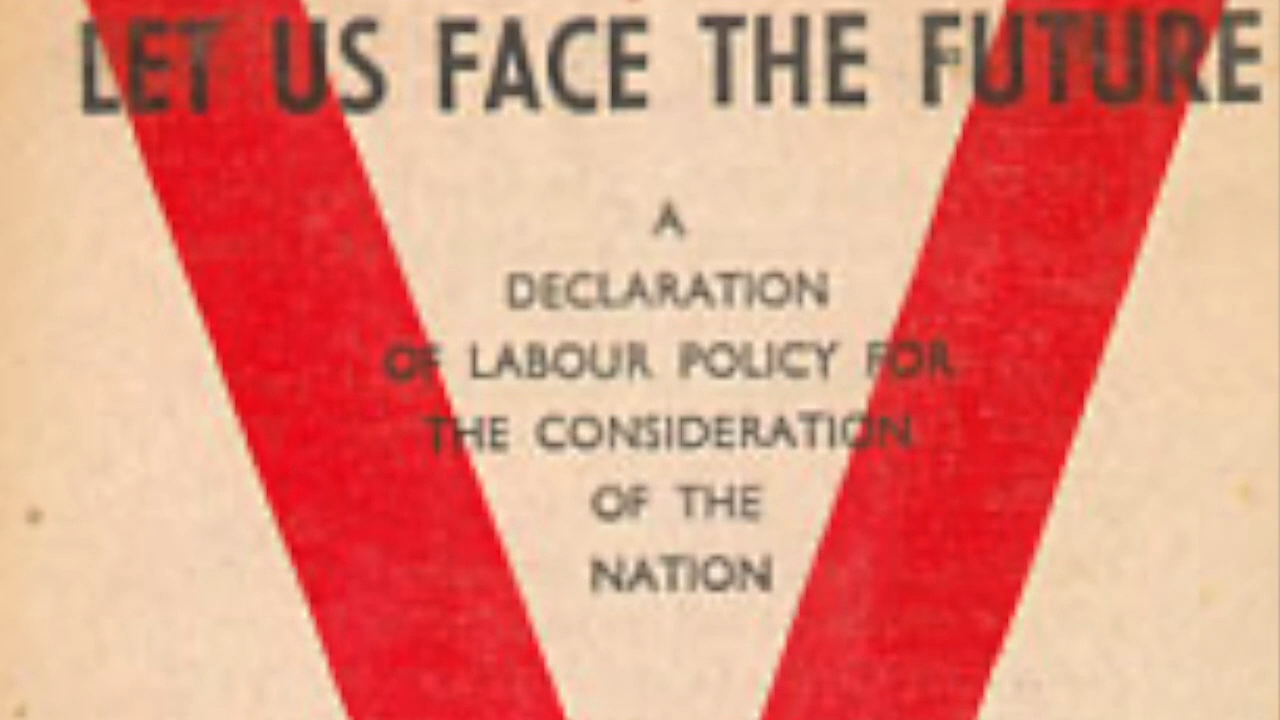 LET US FACE THE FUTURE
A
DECLARATION
OF LABOUR POLICY FOR
THE CONSIDERATION
OF THE
NATION